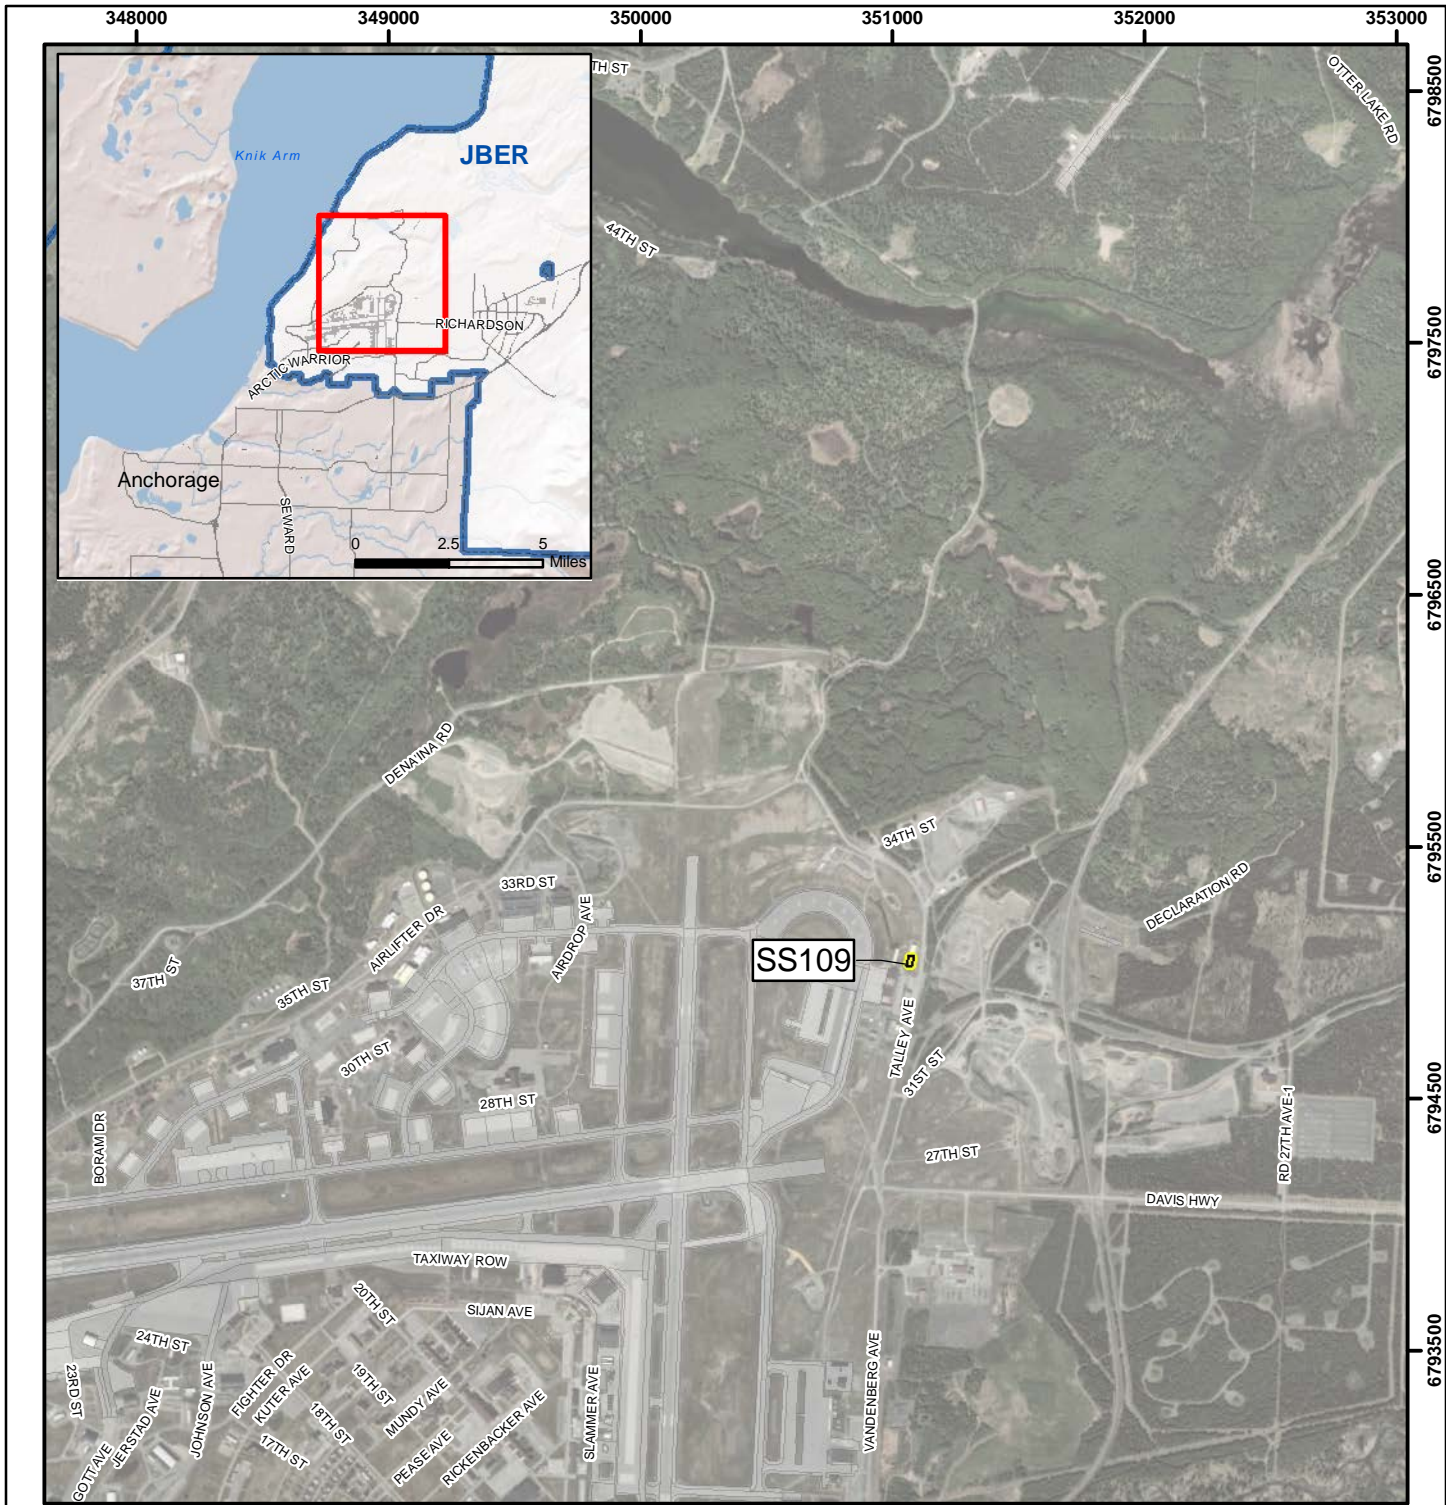 348000 349000 350000 351000 352000 353000
TH ST
OTTER LAKE RD
6798500
Knik Arm
JBER
44TH ST
RICHARDSON
6797500
ARCTIC WARRIOR
Anchorage
SEWARD
0 2.5 5
Miles
6796500
DENA'INA RD
34TH ST
6795500
33RD ST
DECLARATION RD
AIRLIFTER DR
AIRDROP AVE
SS109
37TH ST
35TH ST
TALLEY AVE
30TH ST
31ST ST
28TH ST
6794500
BORAM DR
RD 27TH AVE-1
27TH ST
DAVIS HWY
TAXIWAY ROW
20TH ST
SIJAN AVE
24TH ST
6793500
23RD ST
JERSTAD AVE
JOHNSON AVE
FIGHTER DR
KUTER AVE
19TH ST
MUNDY AVE
SLAMMER AVE
VANDENBERG AVE
18TH ST
17TH ST
PEASE AVE
RICKENBACKER AVE
GOTT AVE